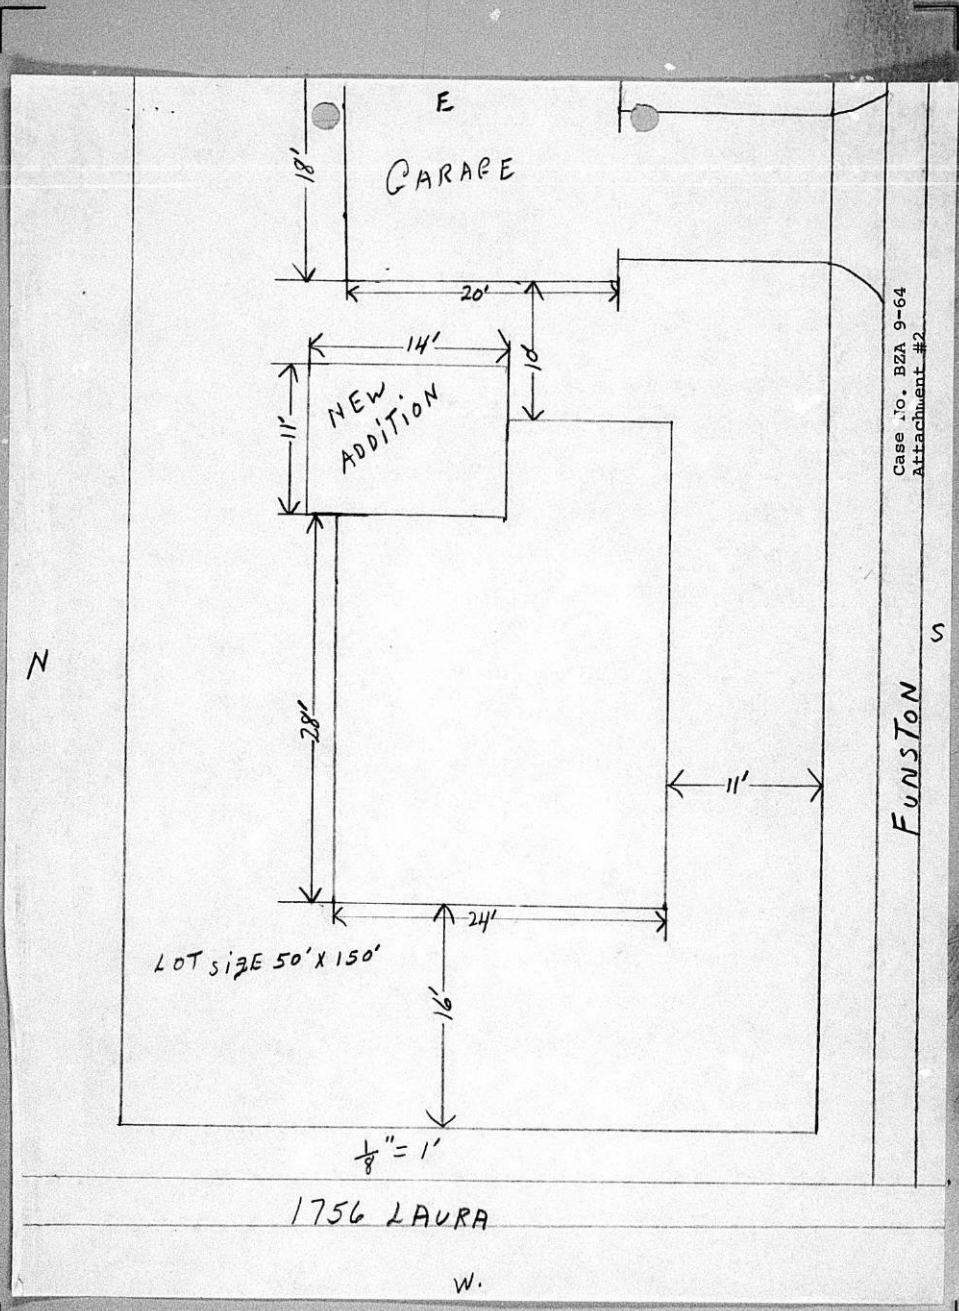 E
GARAGE
18'
20'
14'
10'
NEW
ADDITION
11'
Case No. BZA 9-64
Attachment #2
N
S
28'
FUNSTON
11'
24'
LOT SIZE 50' X 150'
16'
1/8" = 1'
1756 LAURA
W.